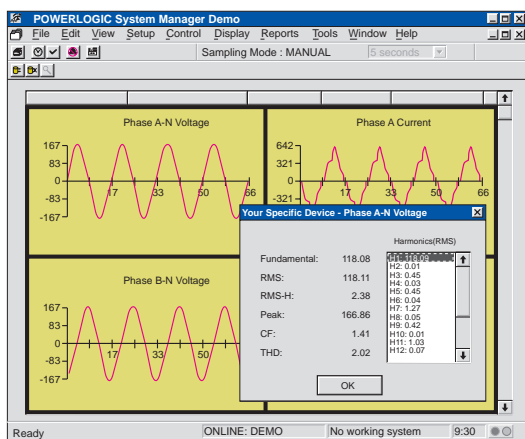 POWERLOGIC System Manager Demo
File Edit View Setup Control Display Reports Tools Window Help
Sampling Mode : MANUAL 5 seconds
Phase A-N Voltage
167
83
0
-83
-167
17 33 50 66
Phase A Current
642
321
0
-321
17 33 50 66
Phase B-N Voltage
167
83
0
-83
-167
17 33 50
Your Specific Device - Phase A-N Voltage
Harmonics(RMS)
Fundamental: 118.08
RMS: 118.11
RMS-H: 2.38
Peak: 166.86
CF: 1.41
THD: 2.02
H1: 118.09
H2: 0.01
H3: 0.45
H4: 0.03
H5: 0.45
H6: 0.04
H7: 1.27
H8: 0.05
H9: 0.42
H10: 0.01
H11: 1.03
H12: 0.07
OK
Ready ONLINE: DEMO No working system 9:30